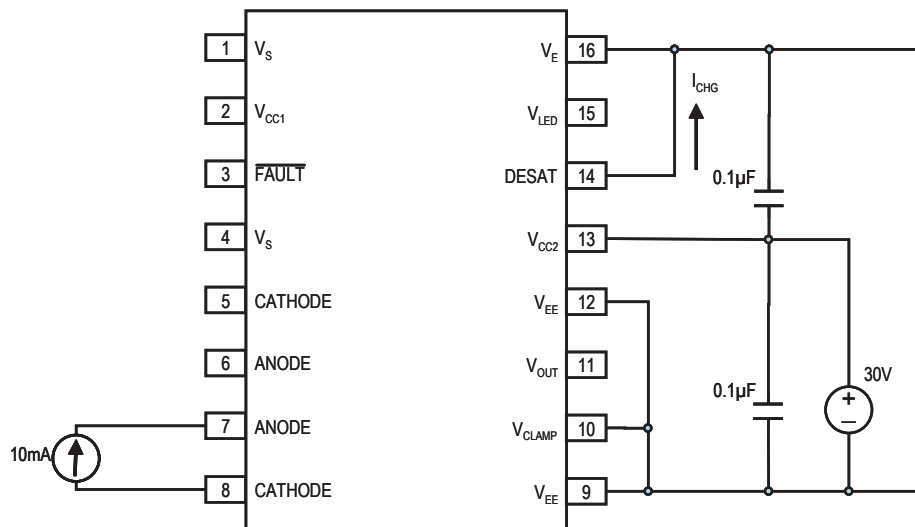 1 V_S
2 V_CC1
3 F̅A̅U̅L̅T̅
4 V_S
5 CATHODE
6 ANODE
7 ANODE
8 CATHODE
10mA
V_E 16
V_LED 15
DESAT 14
V_CC2 13
V_EE 12
V_OUT 11
V_CLAMP 10
V_EE 9
I_CHG
0.1µF
0.1µF
30V
+
–